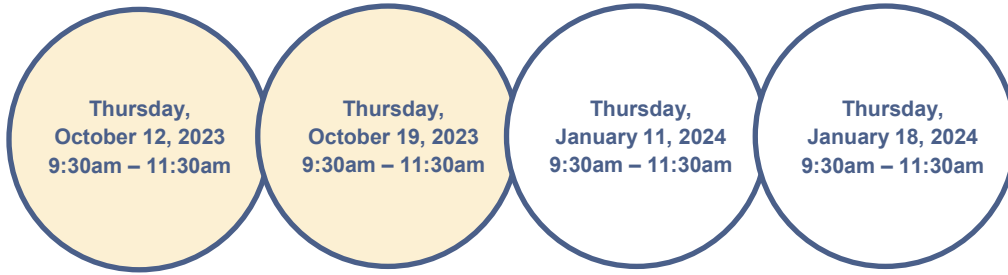 Thursday,
October 12, 2023
9:30am – 11:30am
Thursday,
October 19, 2023
9:30am – 11:30am
Thursday,
January 11, 2024
9:30am – 11:30am
Thursday,
January 18, 2024
9:30am – 11:30am